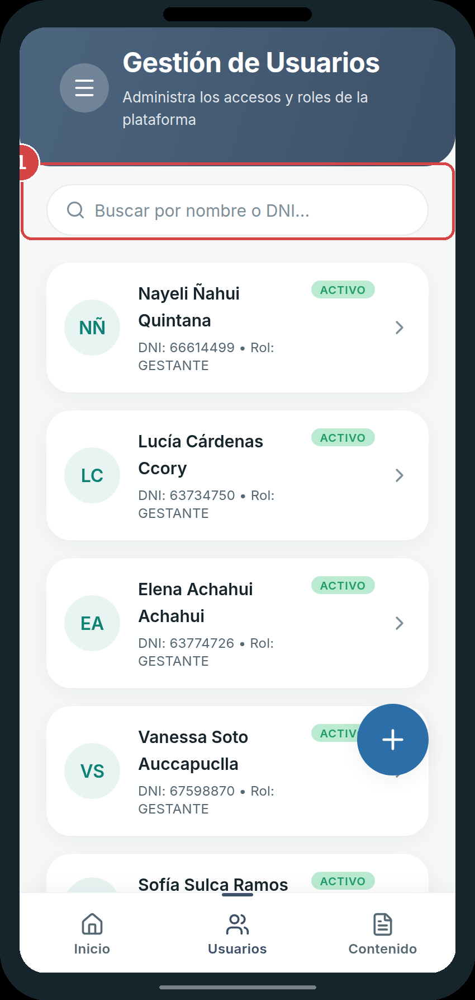 Gestión de Usuarios
Administra los accesos y roles de la
plataforma
1
Buscar por nombre o DNI...
NÑ
Nayeli Ñahui
Quintana
ACTIVO
DNI: 66614499 • Rol:
GESTANTE
LC
Lucía Cárdenas
Ccory
ACTIVO
DNI: 63734750 • Rol:
GESTANTE
EA
Elena Achahui
Achahui
ACTIVO
DNI: 63774726 • Rol:
GESTANTE
VS
Vanessa Soto
Auccapuclla
ACTIV
DNI: 67598870 • Rol:
GESTANTE
Sofía Sulca Ramos
ACTIVO
Inicio
Usuarios
Contenido